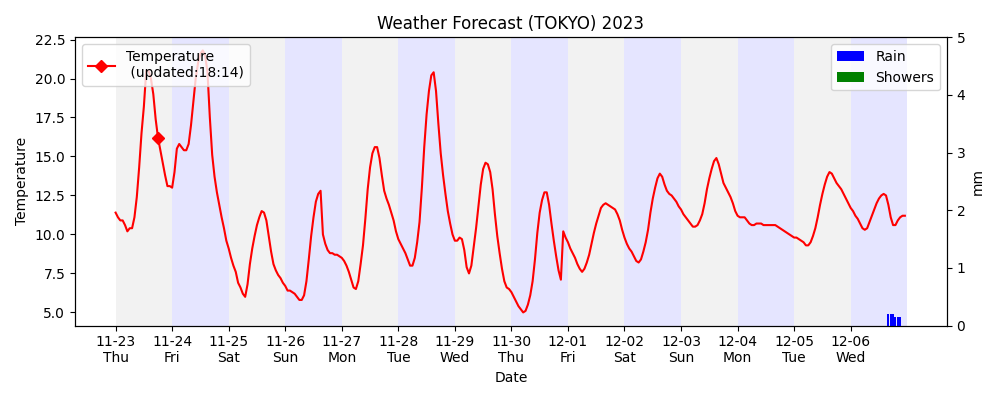 Weather Forecast (TOKYO) 2023
Temperature
(updated:18:14)
Rain
Showers
22.5
20.0
17.5
15.0
12.5
10.0
7.5
5.0
Temperature
5
4
3
2
1
0
mm
11-23 11-24 11-25 11-26 11-27 11-28 11-29 11-30 12-01 12-02 12-03 12-04 12-05 12-06
Thu Fri Sat Sun Mon Tue Wed Thu Fri Sat Sun Mon Tue Wed
Date